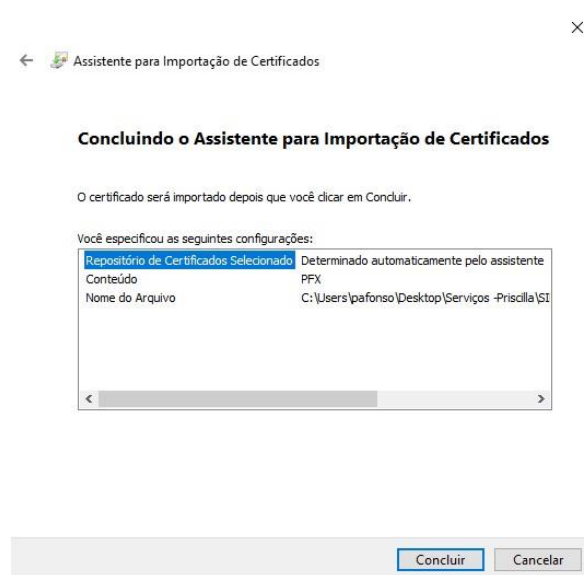 Assistente para Importação de Certificados
Concluindo o Assistente para Importação de Certificados
O certificado será importado depois que você clicar em Concluir.
Você especificou as seguintes configurações:
Repositório de Certificados Selecionado Determinado automaticamente pelo assistente
Conteúdo PFX
Nome do Arquivo C:\Users\pafonso\Desktop\Serviços -Priscilla\SI
Concluir Cancelar